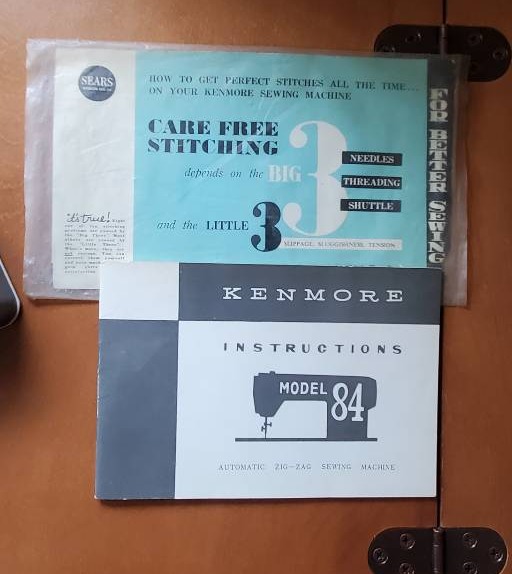 SEARS
HOW TO GET PERFECT STITCHES ALL THE TIME...
ON YOUR KENMORE SEWING MACHINE
CARE FREE
STITCHING
depends on the BIG 3
NEEDLES
THREADING
SHUTTLE
and the LITTLE 3
SLIPPAGE, SLUGGISHNESS, TENSION
it's true!
FOR BETTER SEWING
KENMORE
INSTRUCTIONS
MODEL 84
AUTOMATIC ZIG-ZAG SEWING MACHINE